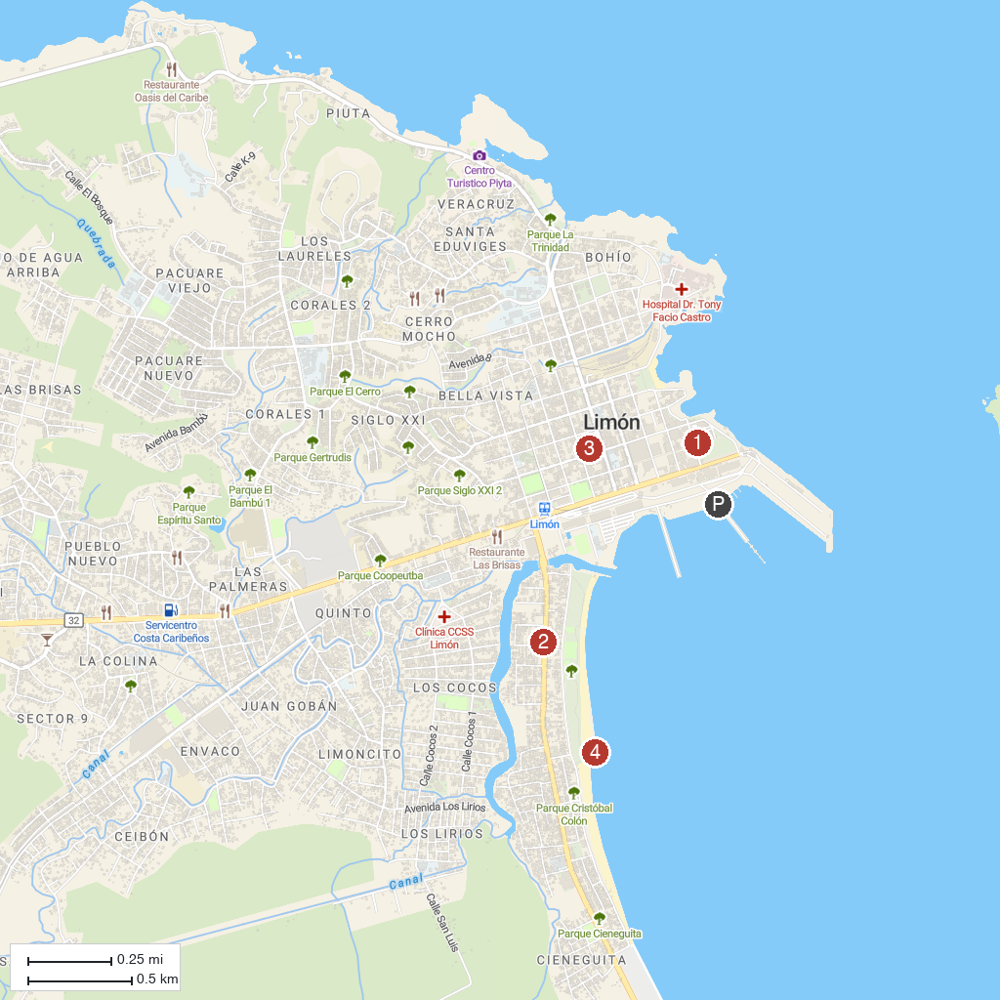 Restaurante
Oasis del Caribe
PIUTA
Calle K-9
Centro
Turistico Piyta
Calle El Bosque
VERACRUZ
Quebrada
SANTA
EDUVIGES
Parque La
Trinidad
LOS
LAURELES
BOHÍO
JO DE AGUA
ARRIBA
PACUARE
VIEJO
CORALES 2
Hospital Dr. Tony
Facio Castro
CERRO
MOCHO
PACUARE
NUEVO
Avenida 8
LAS BRISAS
Parque El Cerro
BELLA VISTA
CORALES 1
SIGLO XXI
Limón
Avenida Bambú
3
1
Parque Gertrudis
Parque El
Bambú 1
Parque Siglo XXI 2
Parque
Espíritu Santo
P
Limón
PUEBLO
NUEVO
Restaurante
Las Brisas
LAS
PALMERAS
Parque Coopeutba
QUINTO
32
Servicentro
Costa Caribeños
Clínica CCSS
Limón
2
LA COLINA
LOS COCOS
SECTOR 9
JUAN GOBÁN
Calle Cocos 2
Calle Cocos 1
ENVACO
LIMONCITO
4
Canal
Avenida Los Lirios
Parque Cristóbal
Colón
CEIBÓN
LOS LIRIOS
Canal
Calle San Luis
Parque Cieneguita
CIENEGUITA
0.25 mi
0.5 km